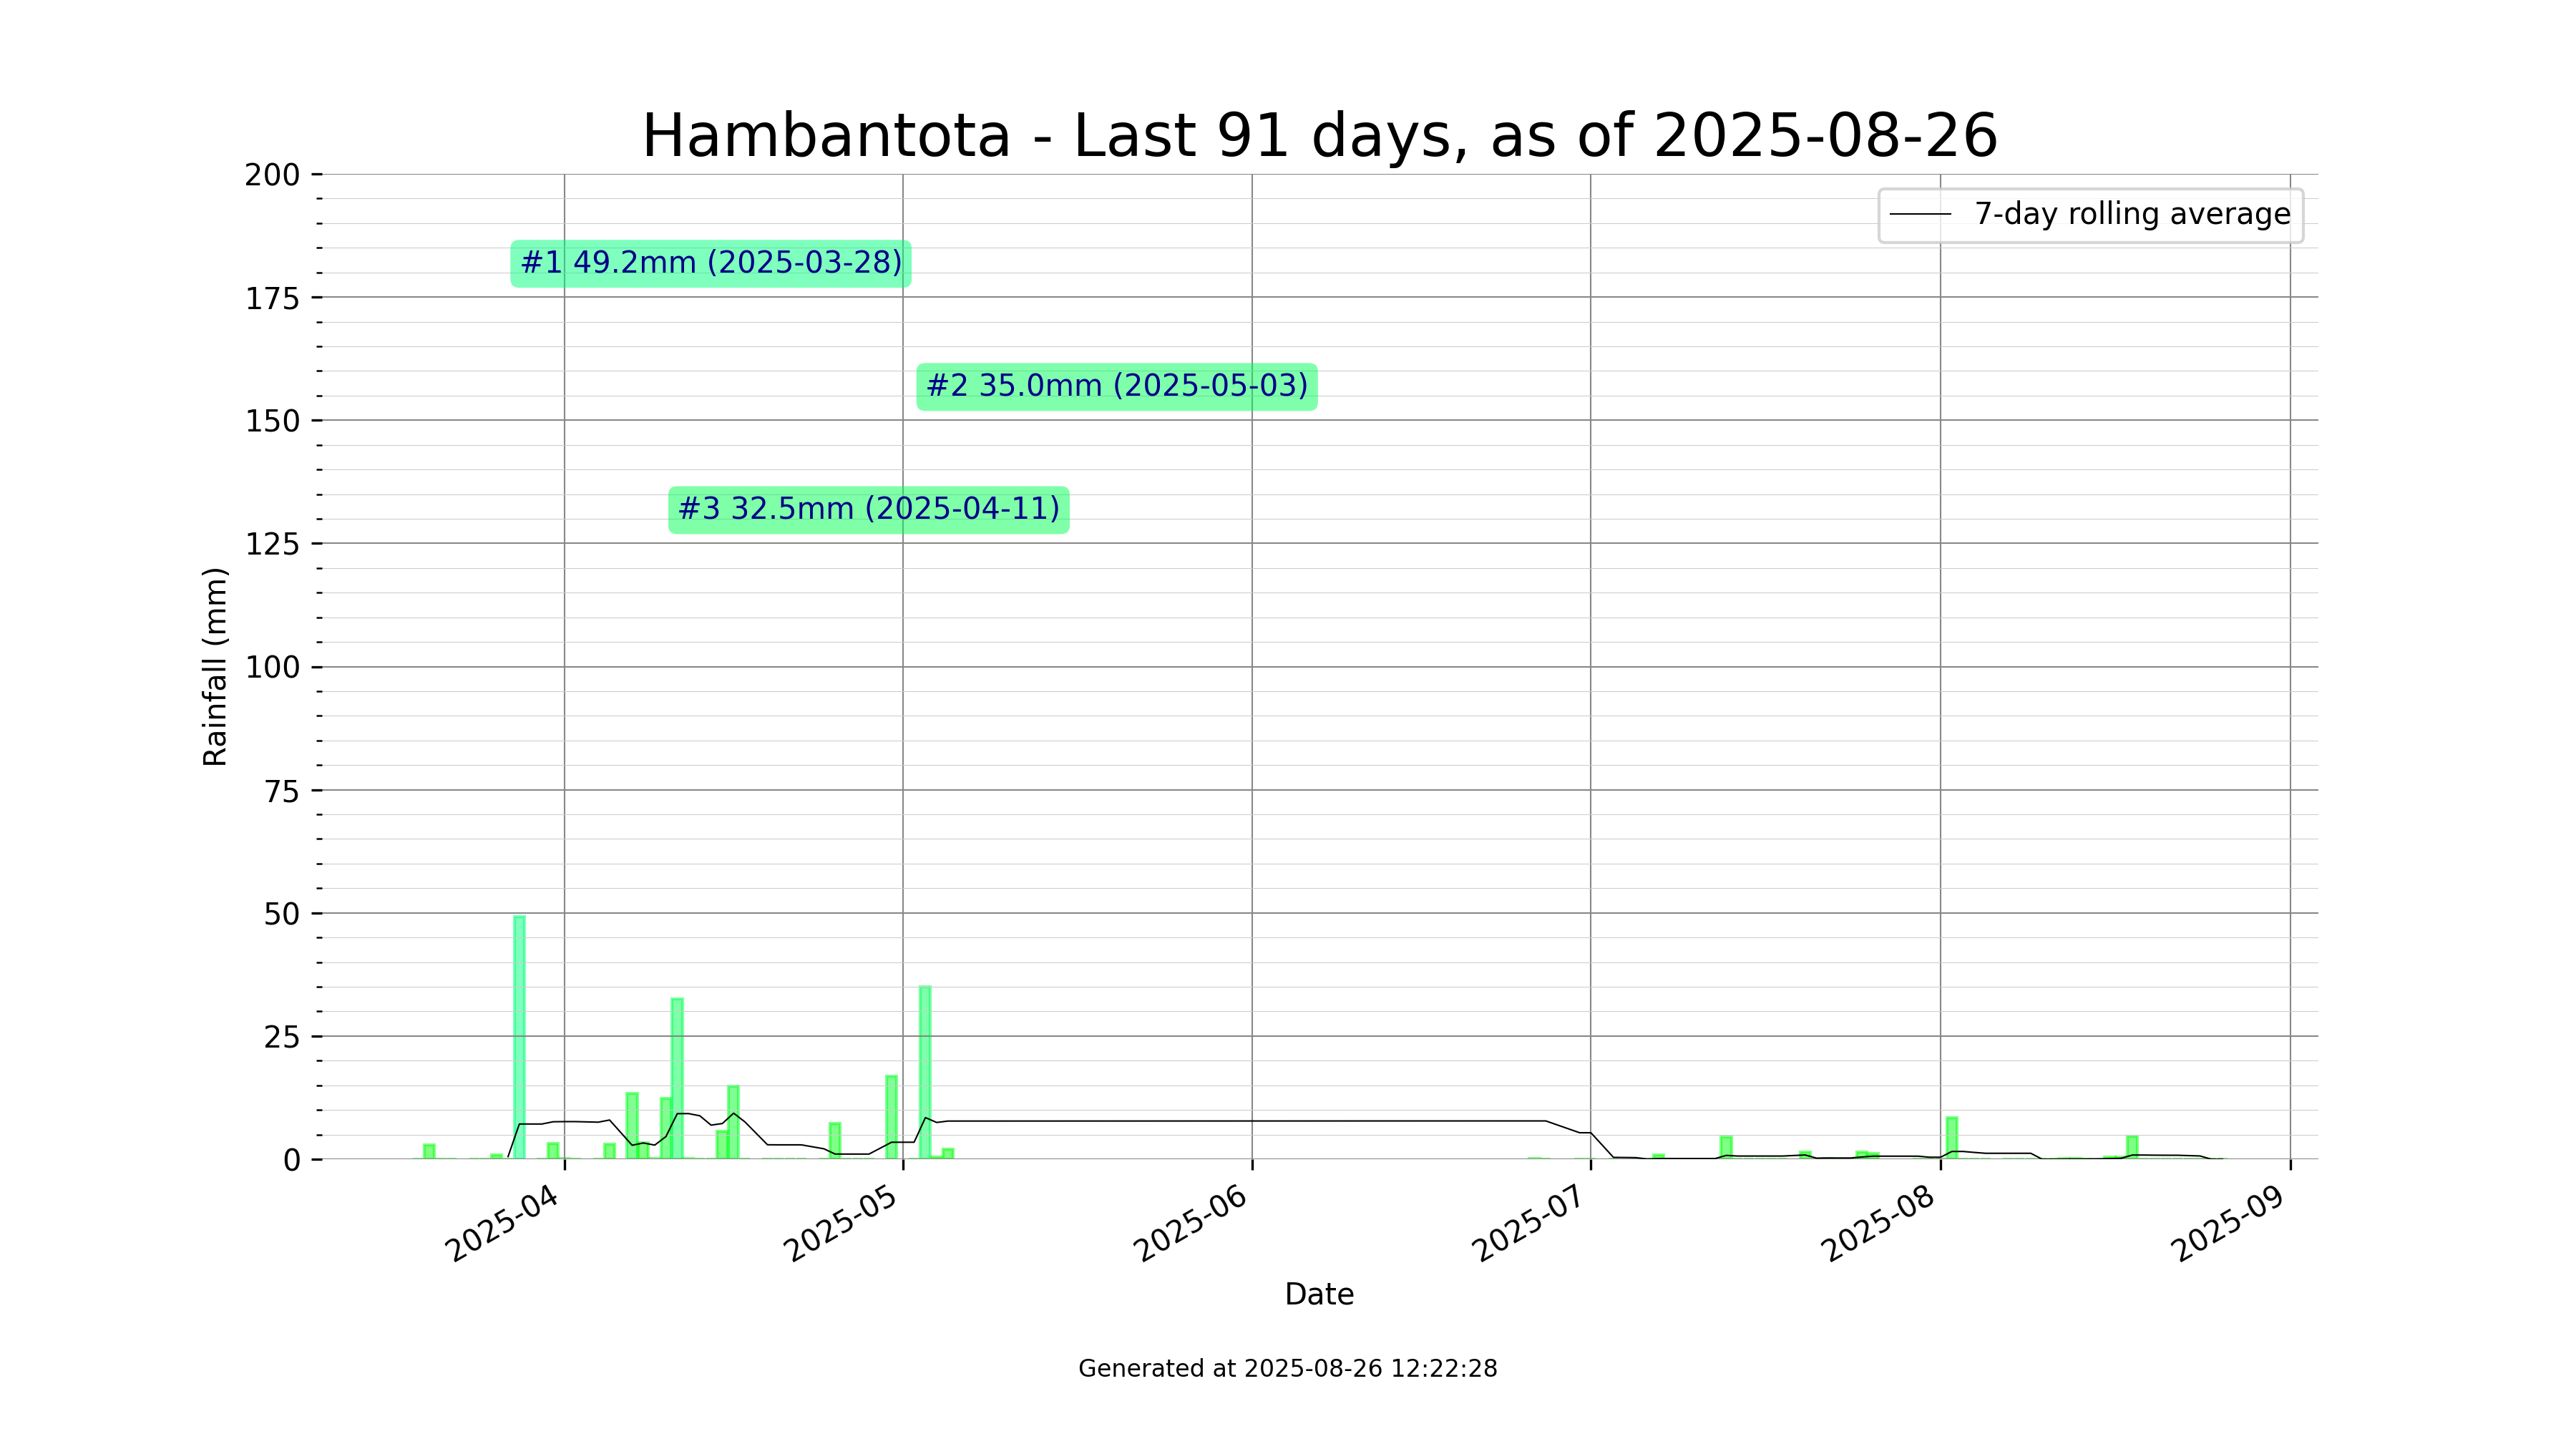 Hambantota - Last 91 days, as of 2025-08-26
200
175
150
125
100
75
50
25
0
Rainfall (mm)
7-day rolling average
#1 49.2mm (2025-03-28)
#2 35.0mm (2025-05-03)
#3 32.5mm (2025-04-11)
2025-04
2025-05
2025-06
2025-07
2025-08
2025-09
Date
Generated at 2025-08-26 12:22:28